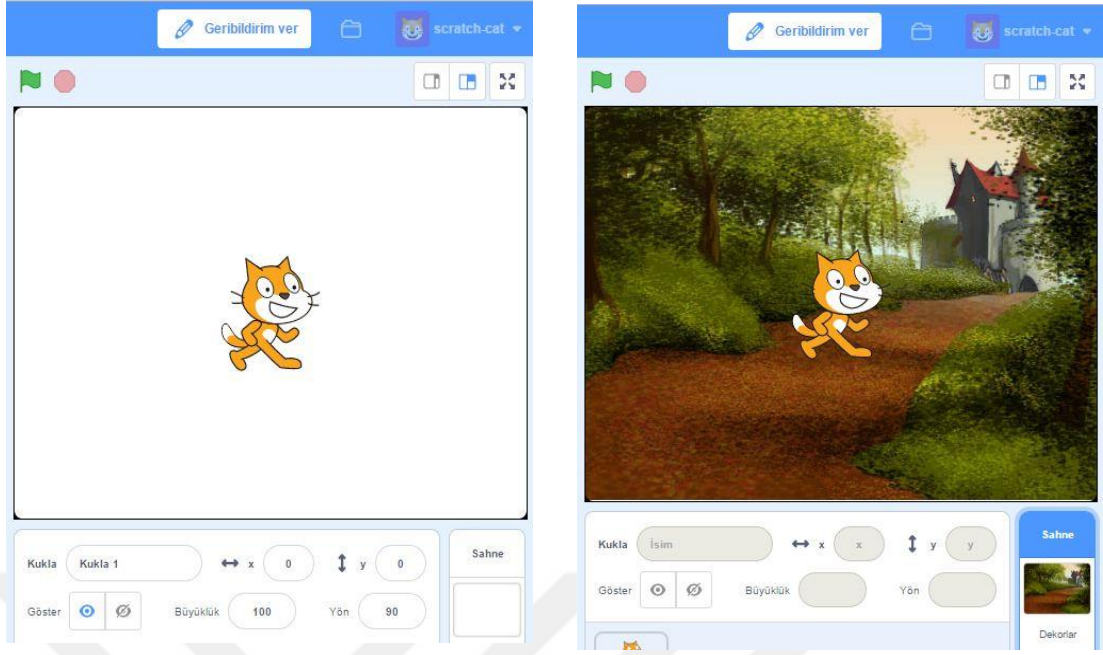 Geribildirim ver
scratch-cat
Kukla Kukla 1 x 0 y 0
Göster Büyüklük 100 Yön 90
Sahne
Geribildirim ver
scratch-cat
Kukla İsim x x y y
Göster Büyüklük Yön
Sahne
Dekorlar